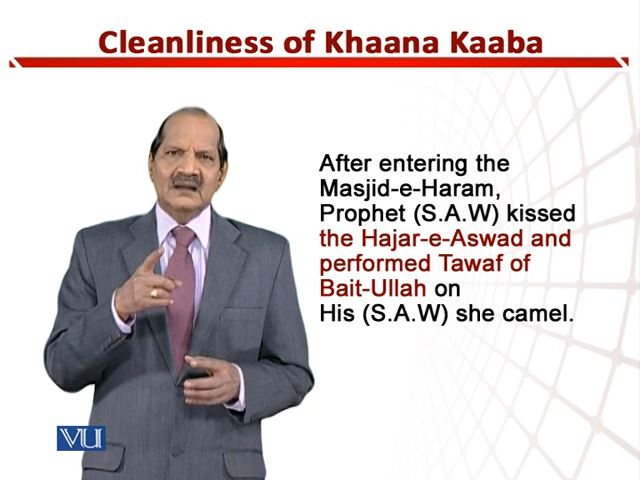 Cleanliness of Khaana Kaaba
After entering the
Masjid-e-Haram,
Prophet (S.A.W) kissed
the Hajar-e-Aswad and
performed Tawaf of
Bait-Ullah on
His (S.A.W) she camel.
VU